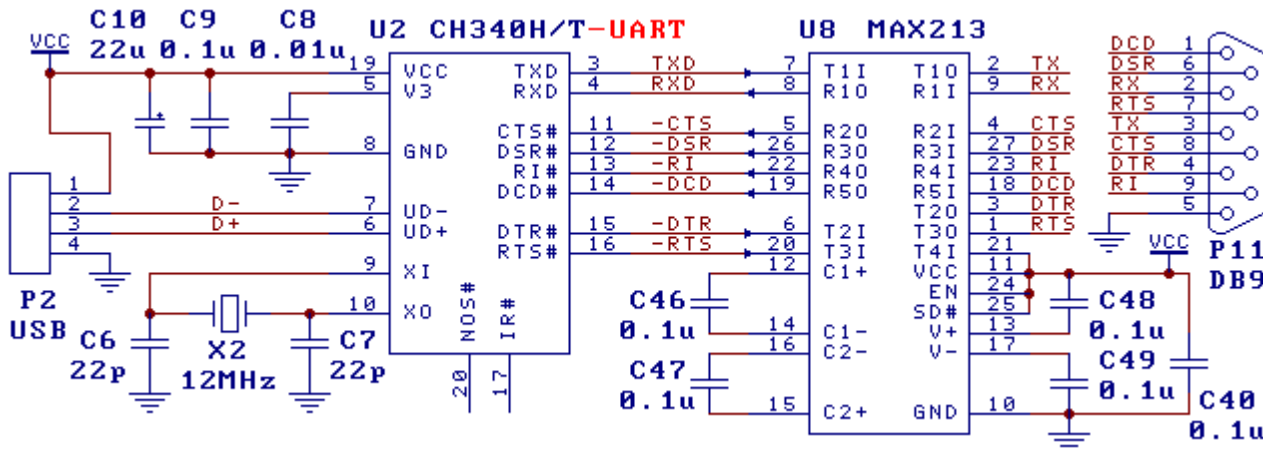 C10 C9 C8
22u 0.1u 0.01u
VCC
U2 CH340H/T-UART
U8 MAX213
19 VCC TXD 3 TXD 7 T1I T1O 2 TX
5 V3 RXD 4 RXD 8 R1O R1I 9 RX
CTS# 11 -CTS 5 R2O R2I 4 CTS
8 GND DSR# 12 -DSR 26 R3O R3I 27 DSR
RI# 13 -RI 22 R4O R4I 23 RI
DCD# 14 -DCD 19 R5O R5I 18 DCD
T2O 3 DTR
DTR# 15 -DTR 6 T2I T3O 1 RTS
RTS# 16 -RTS 20 T3I T4I 21
12 C1+ VCC 11
EN 24
SD# 25
14 C1- V+ 13
16 C2- V- 17
15 C2+ GND 10
1
2 D- 7 UD-
3 D+ 6 UD+
4
9 XI
10 XO
NOS# IR#
20 17
P2
USB
C6
22p
X2
12MHz
C7
22p
C46
0.1u
C47
0.1u
C48
0.1u
C49
0.1u
C40
0.1u
VCC
DCD 1
DSR 6
RX 2
RTS 7
TX 3
CTS 8
DTR 4
RI 9
5
P11
DB9